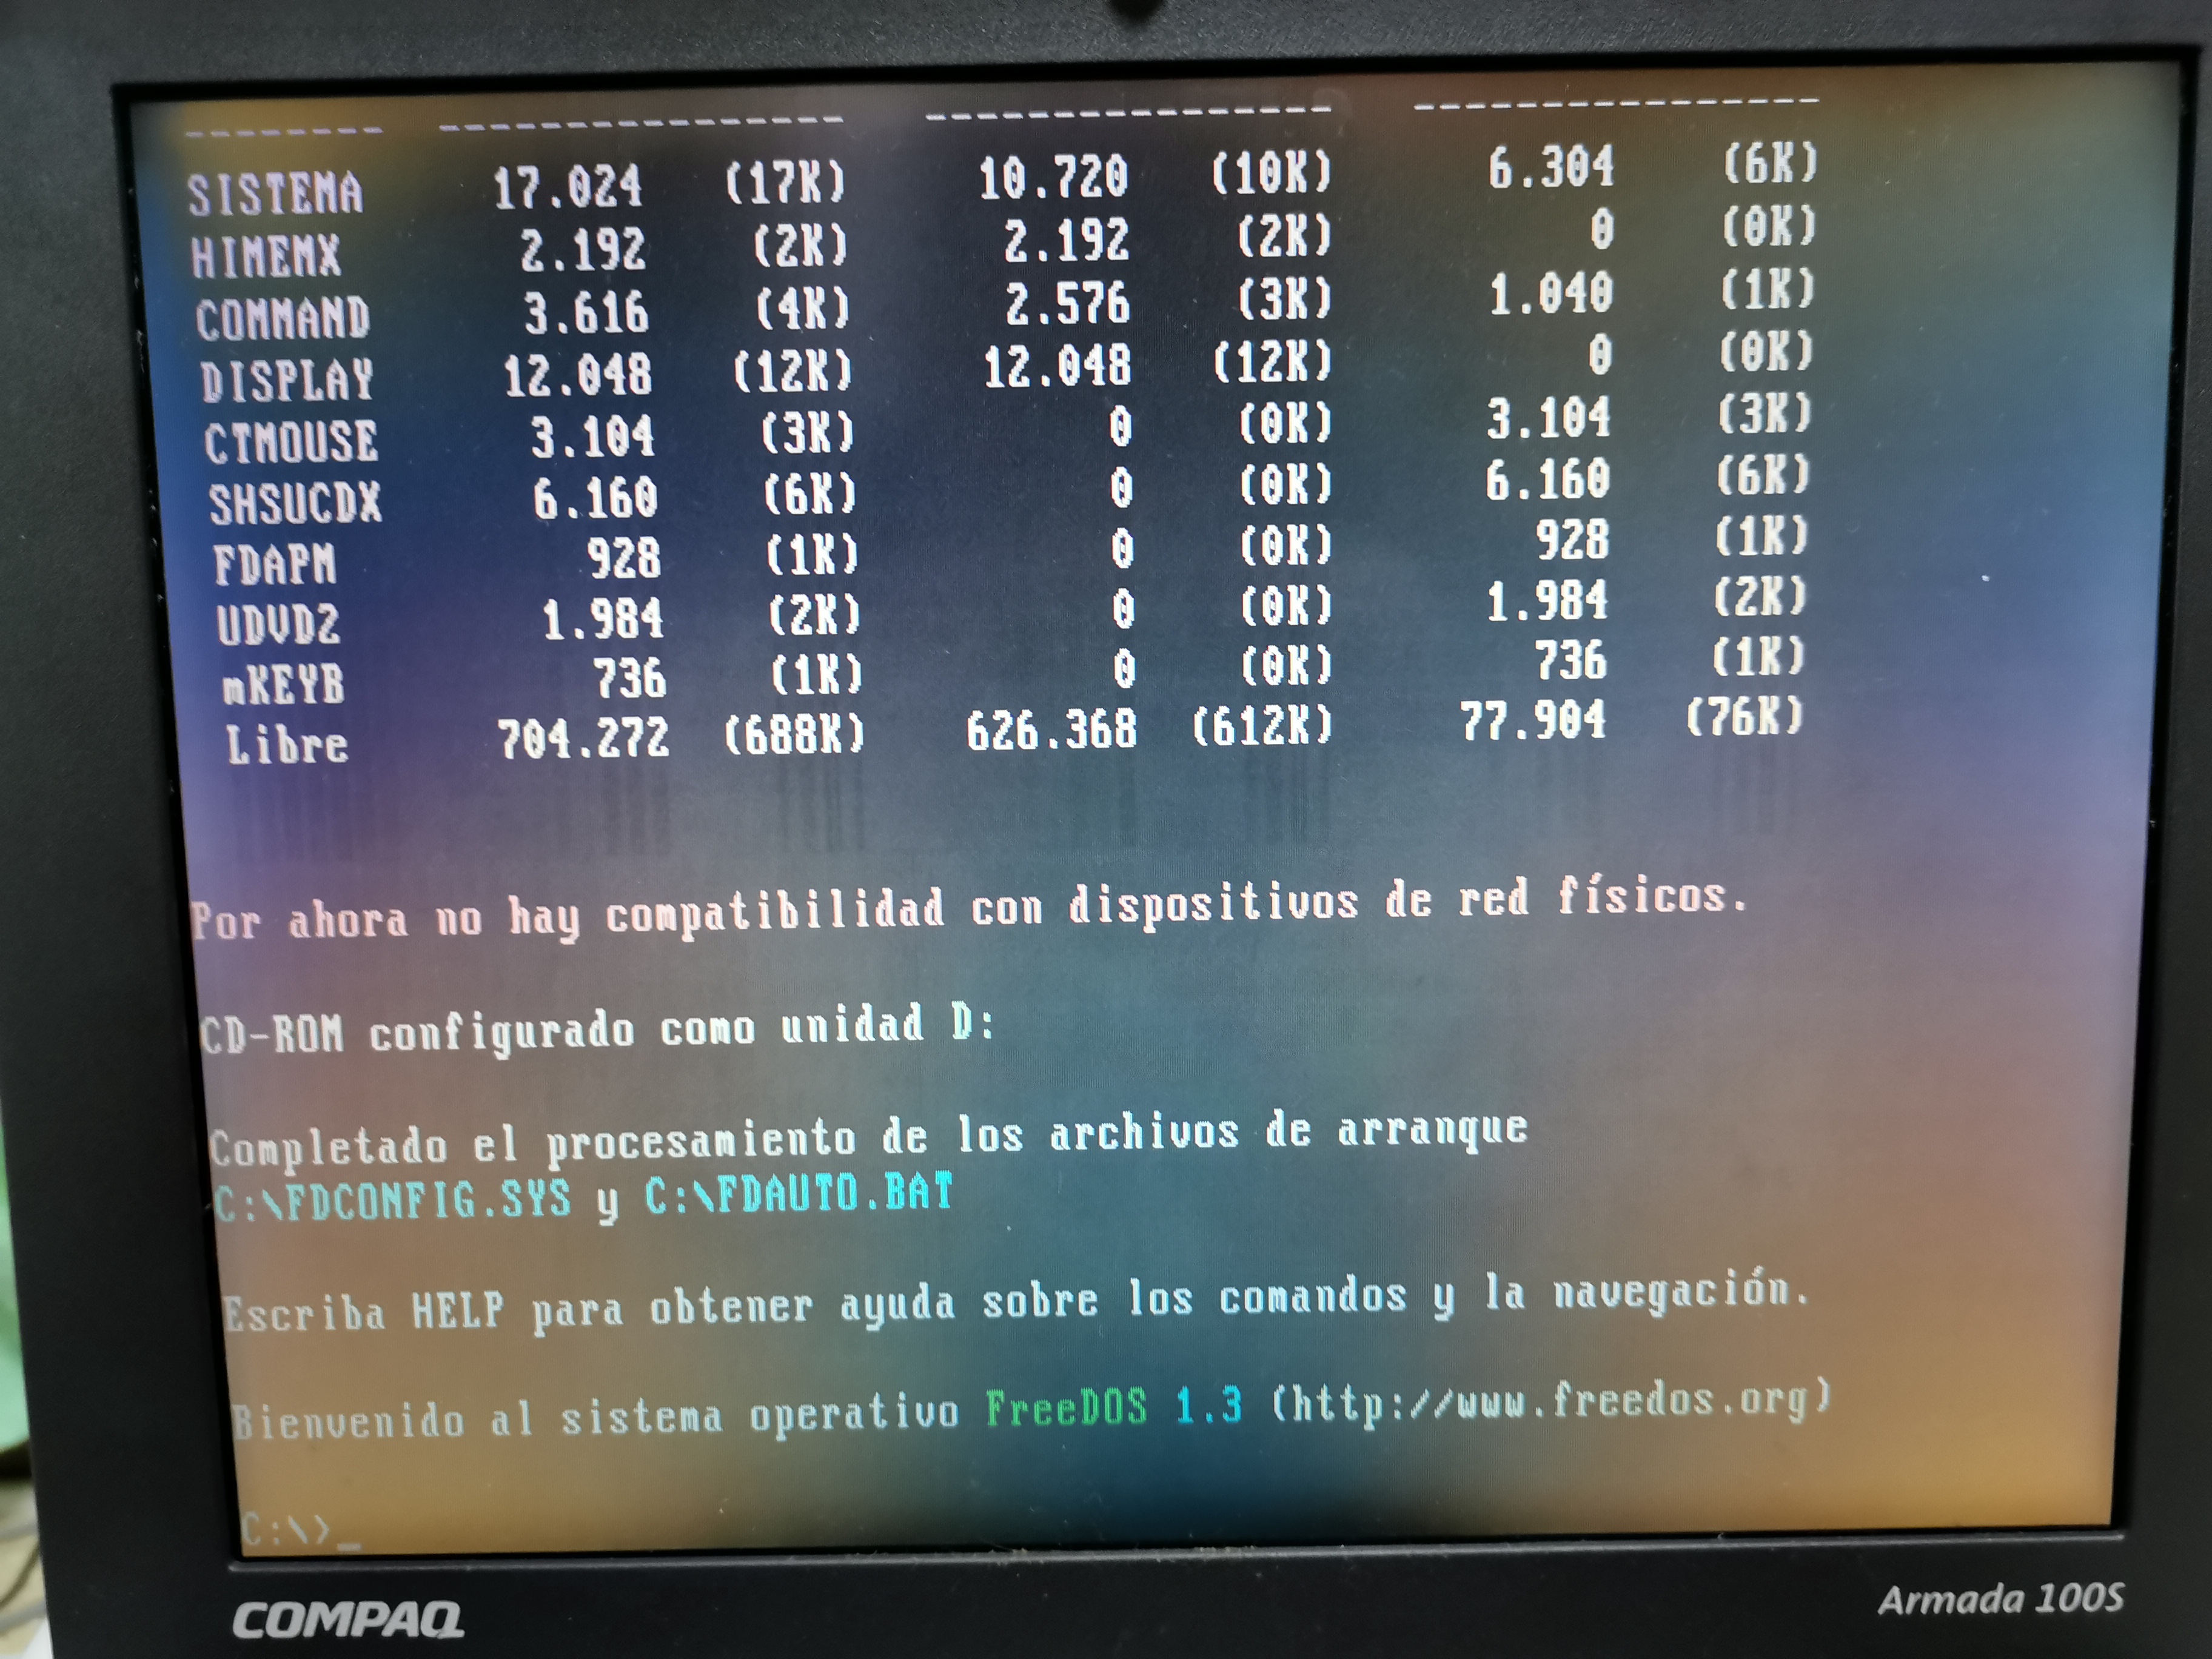 -------- ---------------- ---------------- ----------------
SISTEMA 17.024 (17K) 10.720 (10K) 6.304 (6K)
HIMEMX 2.192 (2K) 2.192 (2K) 0 (0K)
COMMAND 3.616 (4K) 2.576 (3K) 1.040 (1K)
DISPLAY 12.048 (12K) 12.048 (12K) 0 (0K)
CTMOUSE 3.104 (3K) 0 (0K) 3.104 (3K)
SHSUCDX 6.160 (6K) 0 (0K) 6.160 (6K)
FDAPM 928 (1K) 0 (0K) 928 (1K)
UDVD2 1.984 (2K) 0 (0K) 1.984 (2K)
mKEYB 736 (1K) 0 (0K) 736 (1K)
Libre 704.272 (688K) 626.368 (612K) 77.904 (76K)
Por ahora no hay compatibilidad con dispositivos de red físicos.
CD-ROM configurado como unidad D:
Completado el procesamiento de los archivos de arranque
C:\FDCONFIG.SYS y C:\FDAUTO.BAT
Escriba HELP para obtener ayuda sobre los comandos y la navegación.
Bienvenido al sistema operativo FreeDOS 1.3 (http://www.freedos.org)
C:\>_
COMPAQ
Armada 100S